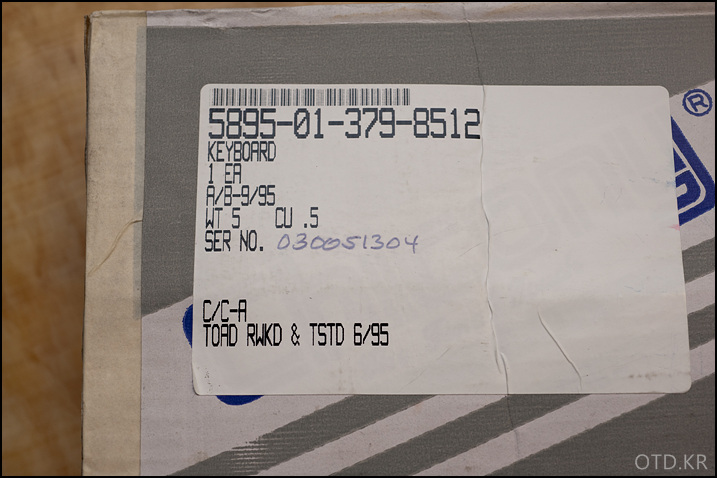 5895-01-379-8512
KEYBOARD
1 EA
A/B-9/95
WT 5 CU .5
SER NO. 030051304
C/C-A
TOAD RWKD & TSTD 6/95
®
OTD.KR